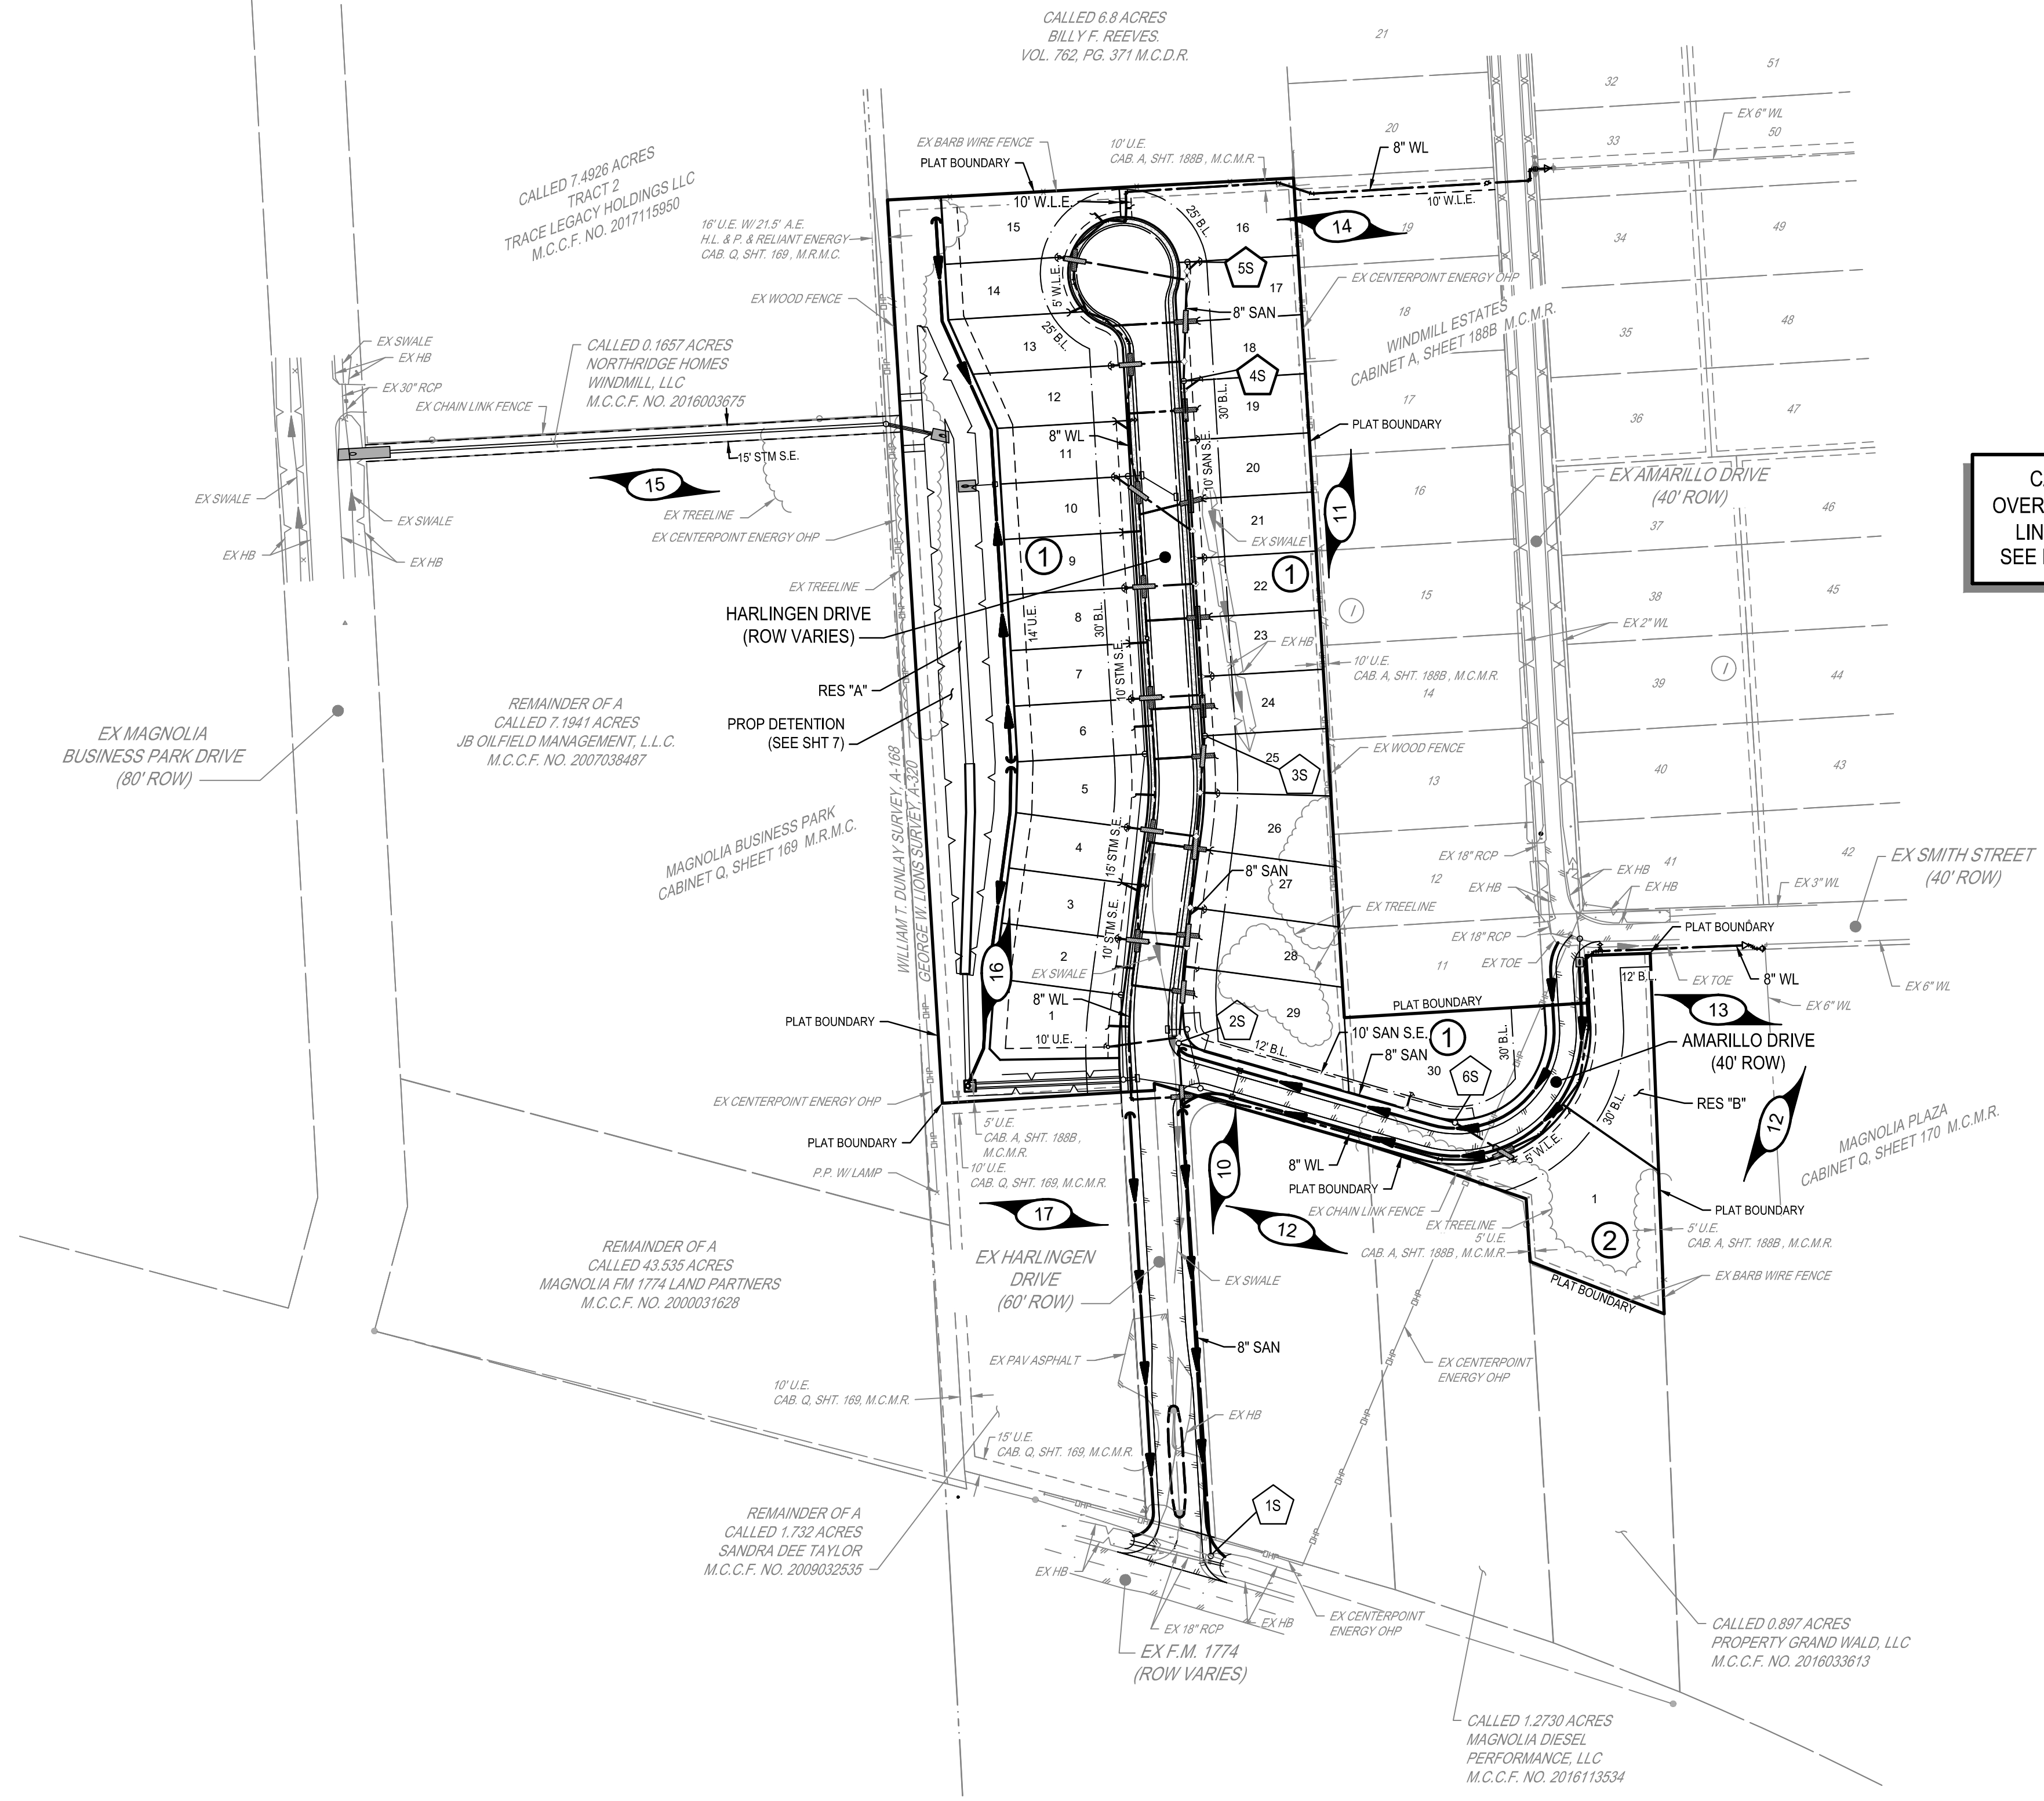 CALLED 6.8 ACRES
BILLY F. REEVES.
VOL. 762, PG. 371 M.C.D.R.
21
32
51
EX 6" WL
33
50
20
8" WL
10' U.E.
CAB. A, SHT. 188B , M.C.M.R.
EX BARB WIRE FENCE
PLAT BOUNDARY
10' W.L.E.
10' W.L.E.
CALLED 7.4926 ACRES
TRACT 2
TRACE LEGACY HOLDINGS LLC
M.C.C.F. NO. 2017115950
16' U.E. W/ 21.5' A.E.
H.L. & P. & RELIANT ENERGY
CAB. Q, SHT. 169 , M.R.M.C.
15
25' B.L.
16
14
19
34
49
5S
EX CENTERPOINT ENERGY OHP
EX WOOD FENCE
14
5' W.L.E.
17
8" SAN
18
WINDMILL ESTATES
CABINET A, SHEET 188B M.C.M.R.
35
48
25' B.L.
13
18
4S
EX SWALE
EX HB
EX 30" RCP
EX CHAIN LINK FENCE
CALLED 0.1657 ACRES
NORTHRIDGE HOMES
WINDMILL, LLC
M.C.C.F. NO. 2016003675
12
30' B.L.
19
17
36
47
PLAT BOUNDARY
8" WL
11
15' STM S.E.
10' SAN S.E.
20
15
16
EX AMARILLO DRIVE
(40' ROW)
CA
OVER
LIN
SEE
EX SWALE
EX SWALE
EX TREELINE
EX CENTERPOINT ENERGY OHP
10
21
11
37
46
EX SWALE
EX HB
EX HB
1
9
1
22
EX TREELINE
15
38
45
1
HARLINGEN DRIVE
(ROW VARIES)
8
14' U.E.
30' B.L.
23
EX HB
EX 2" WL
1
10' U.E.
CAB. A, SHT. 188B , M.C.M.R.
14
RES "A"
7
10' STM S.E.
24
39
44
PROP DETENTION
(SEE SHT 7)
6
25
EX WOOD FENCE
3S
13
40
43
EX MAGNOLIA
BUSINESS PARK DRIVE
(80' ROW)
REMAINDER OF A
CALLED 7.1941 ACRES
JB OILFIELD MANAGEMENT, L.L.C.
M.C.C.F. NO. 2007038487
WILLIAM T. DUNLAY SURVEY, A-168
GEORGE W. LIONS SURVEY, A-320
5
26
MAGNOLIA BUSINESS PARK
CABINET Q, SHEET 169 M.R.M.C.
4
15' STM S.E.
8" SAN
27
12
EX 18" RCP
EX HB
41
42
EX HB
EX HB
EX 3" WL
EX SMITH STREET
(40' ROW)
3
EX TREELINE
PLAT BOUNDARY
10' STM S.E.
EX 18" RCP
2
28
11
EX TOE
EX TOE
16
EX SWALE
12' B.L.
8" WL
EX 6" WL
EX 6" WL
8" WL
1
29
PLAT BOUNDARY
13
PLAT BOUNDARY
2S
10' U.E.
12' B.L.
10' SAN S.E.
1
8" SAN
30
30' B.L.
6S
AMARILLO DRIVE
(40' ROW)
RES "B"
30' B.L.
12
EX CENTERPOINT ENERGY OHP
PLAT BOUNDARY
5' U.E.
CAB. A, SHT. 188B ,
M.C.M.R.
10' U.E.
CAB. Q, SHT. 169, M.C.M.R.
P.P. W/ LAMP
10
8" WL
PLAT BOUNDARY
5' W.L.E.
MAGNOLIA PLAZA
CABINET Q, SHEET 170 M.C.M.R.
17
12
EX CHAIN LINK FENCE
EX TREELINE
5' U.E.
CAB. A, SHT. 188B , M.C.M.R.
1
2
PLAT BOUNDARY
5' U.E.
CAB. A, SHT. 188B , M.C.M.R.
EX BARB WIRE FENCE
PLAT BOUNDARY
REMAINDER OF A
CALLED 43.535 ACRES
MAGNOLIA FM 1774 LAND PARTNERS
M.C.C.F. NO. 2000031628
EX HARLINGEN
DRIVE
(60' ROW)
EX SWALE
8" SAN
EX PAV ASPHALT
EX CENTERPOINT
ENERGY OHP
10' U.E.
CAB. Q, SHT. 169, M.C.M.R.
EX HB
15' U.E.
CAB. Q, SHT. 169, M.C.M.R.
1S
REMAINDER OF A
CALLED 1.732 ACRES
SANDRA DEE TAYLOR
M.C.C.F. NO. 2009032535
EX HB
EX 18" RCP
EX HB
EX CENTERPOINT
ENERGY OHP
EX F.M. 1774
(ROW VARIES)
CALLED 0.897 ACRES
PROPERTY GRAND WALD, LLC
M.C.C.F. NO. 2016033613
CALLED 1.2730 ACRES
MAGNOLIA DIESEL
PERFORMANCE, LLC
M.C.C.F. NO. 2016113534